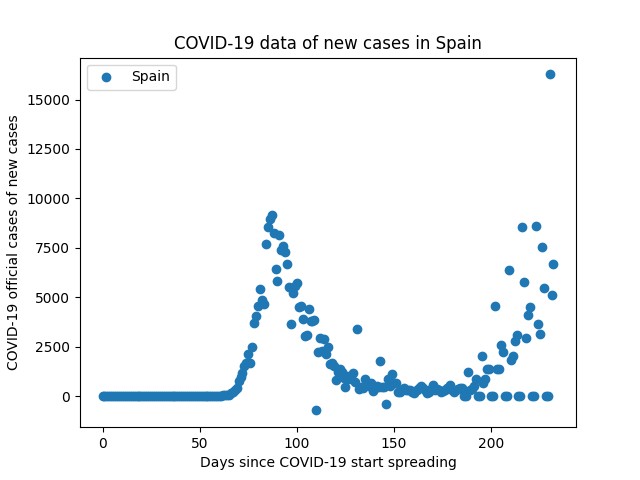 COVID-19 data of new cases in Spain
Spain
COVID-19 official cases of new cases
15000
12500
10000
7500
5000
2500
0
0 50 100 150 200
Days since COVID-19 start spreading